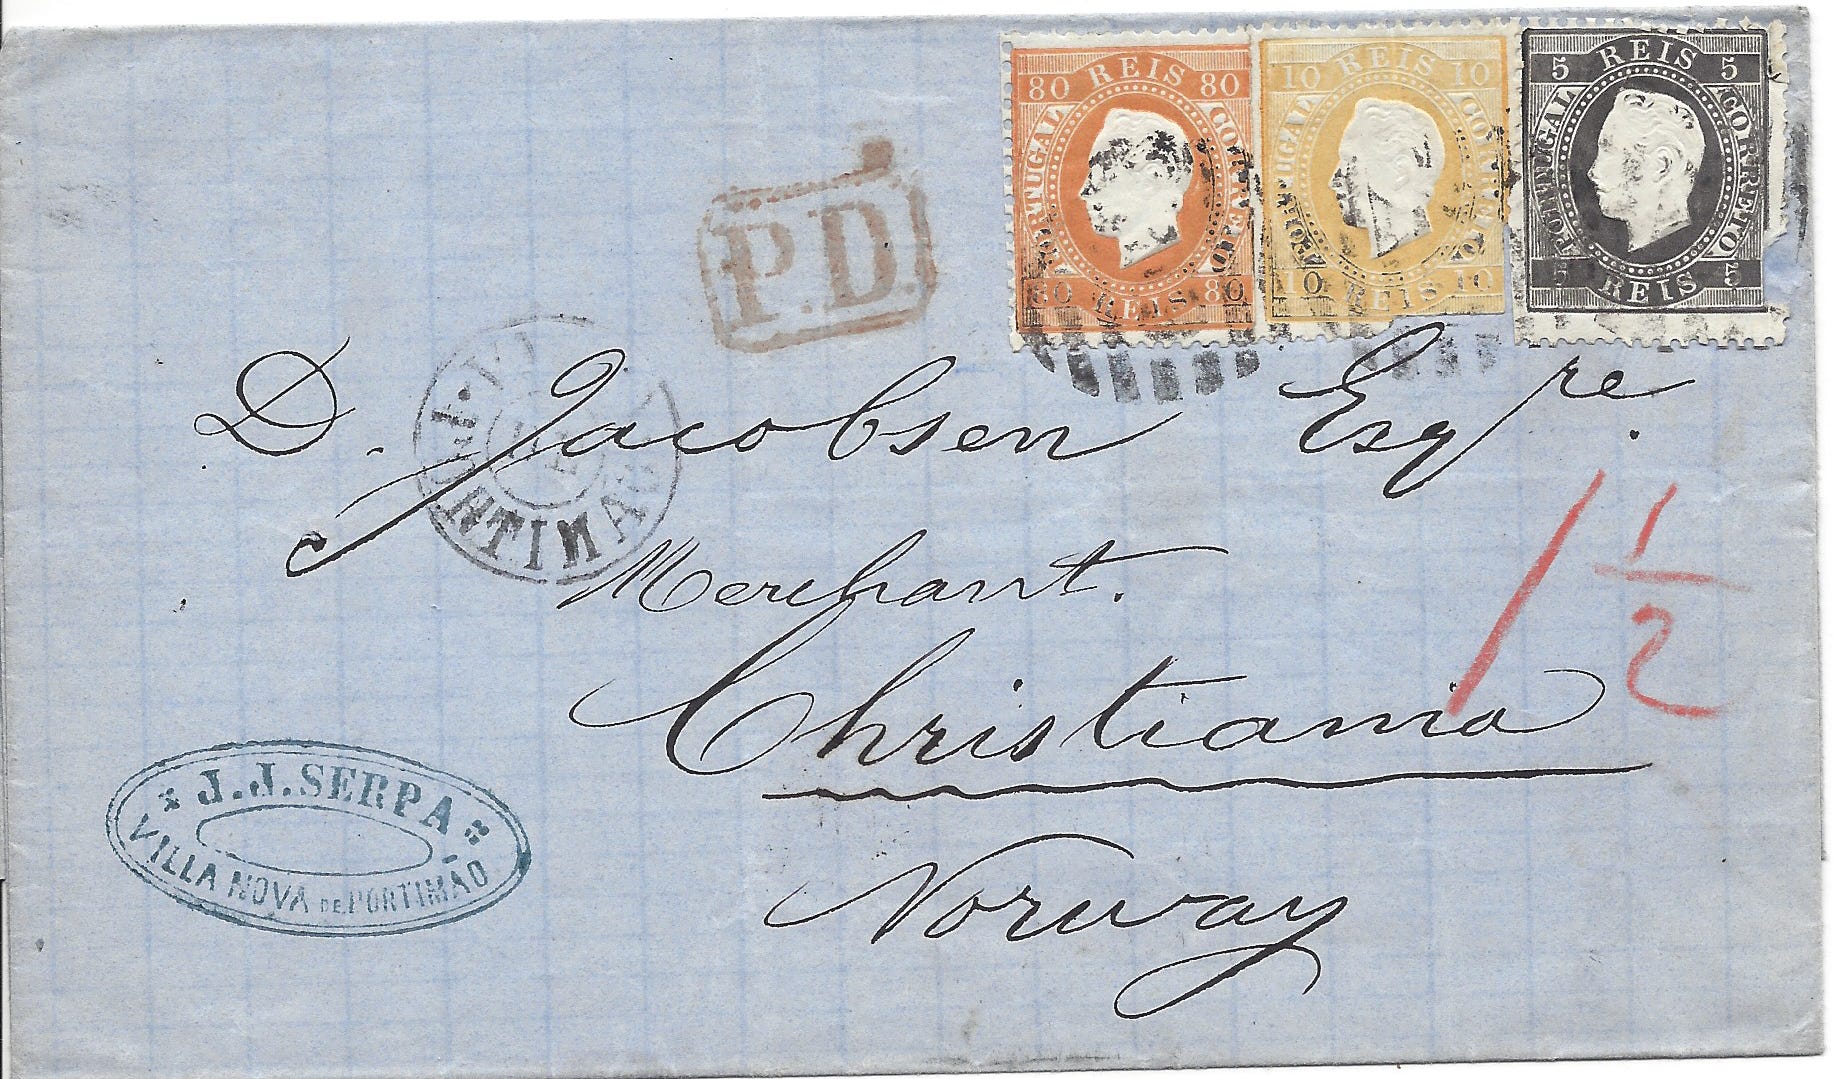 80 REIS 80
PORTUGAL
CORREIO
80 REIS 80
10 REIS 10
PORTUGAL
CORREIO
10 REIS 10
5 REIS 5
PORTUGAL
CORREIO
5 REIS 5
P.D.
D. Jacobsen Esqre.
Merchant.
Christiania
Norway
1 1/2
J.J. SERPA
VILLA NOVA DE PORTIMÃO